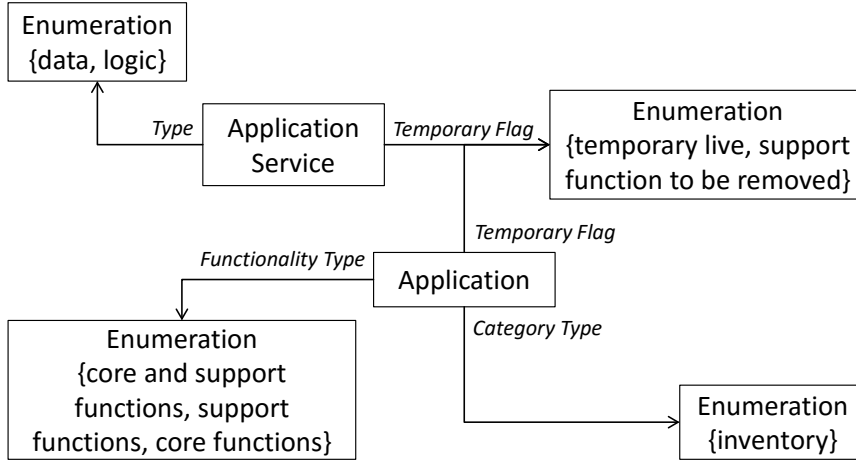 Enumeration
{data, logic}
Type
Application
Service
Temporary Flag
Enumeration
{temporary live, support
function to be removed}
Temporary Flag
Functionality Type
Application
Category Type
Enumeration
{core and support
functions, support
functions, core functions}
Enumeration
{inventory}